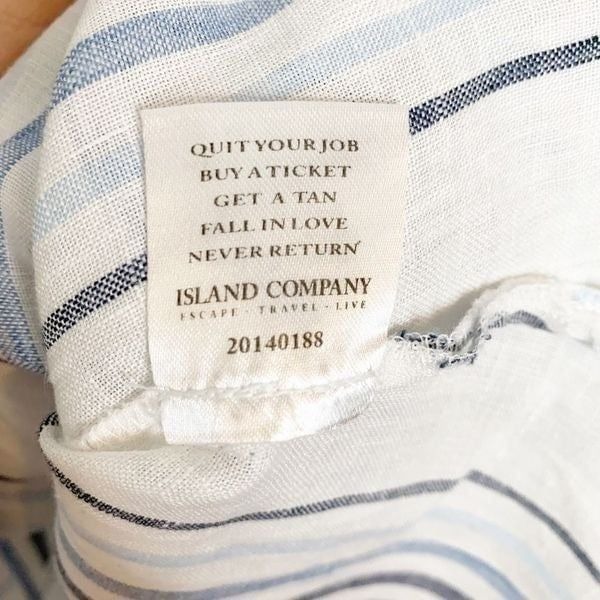 QUIT YOUR JOB
BUY A TICKET
GET A TAN
FALL IN LOVE
NEVER RETURN
ISLAND COMPANY
ESCAPE · TRAVEL · LIVE
20140188